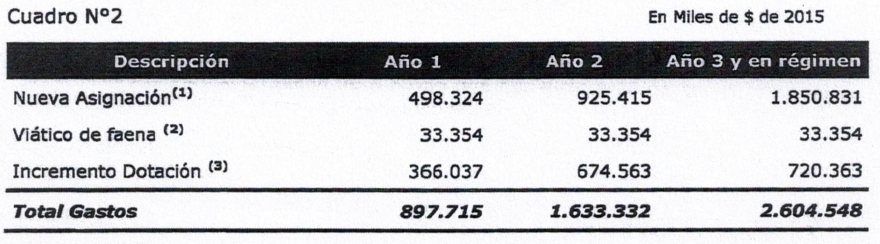 Cuadro Nº2 En Miles de $ de 2015
Descripción Año 1 Año 2 Año 3 y en régimen
Nueva Asignación(1) 498.324 925.415 1.850.831
Viático de faena (2) 33.354 33.354 33.354
Incremento Dotación (3) 366.037 674.563 720.363
Total Gastos 897.715 1.633.332 2.604.548